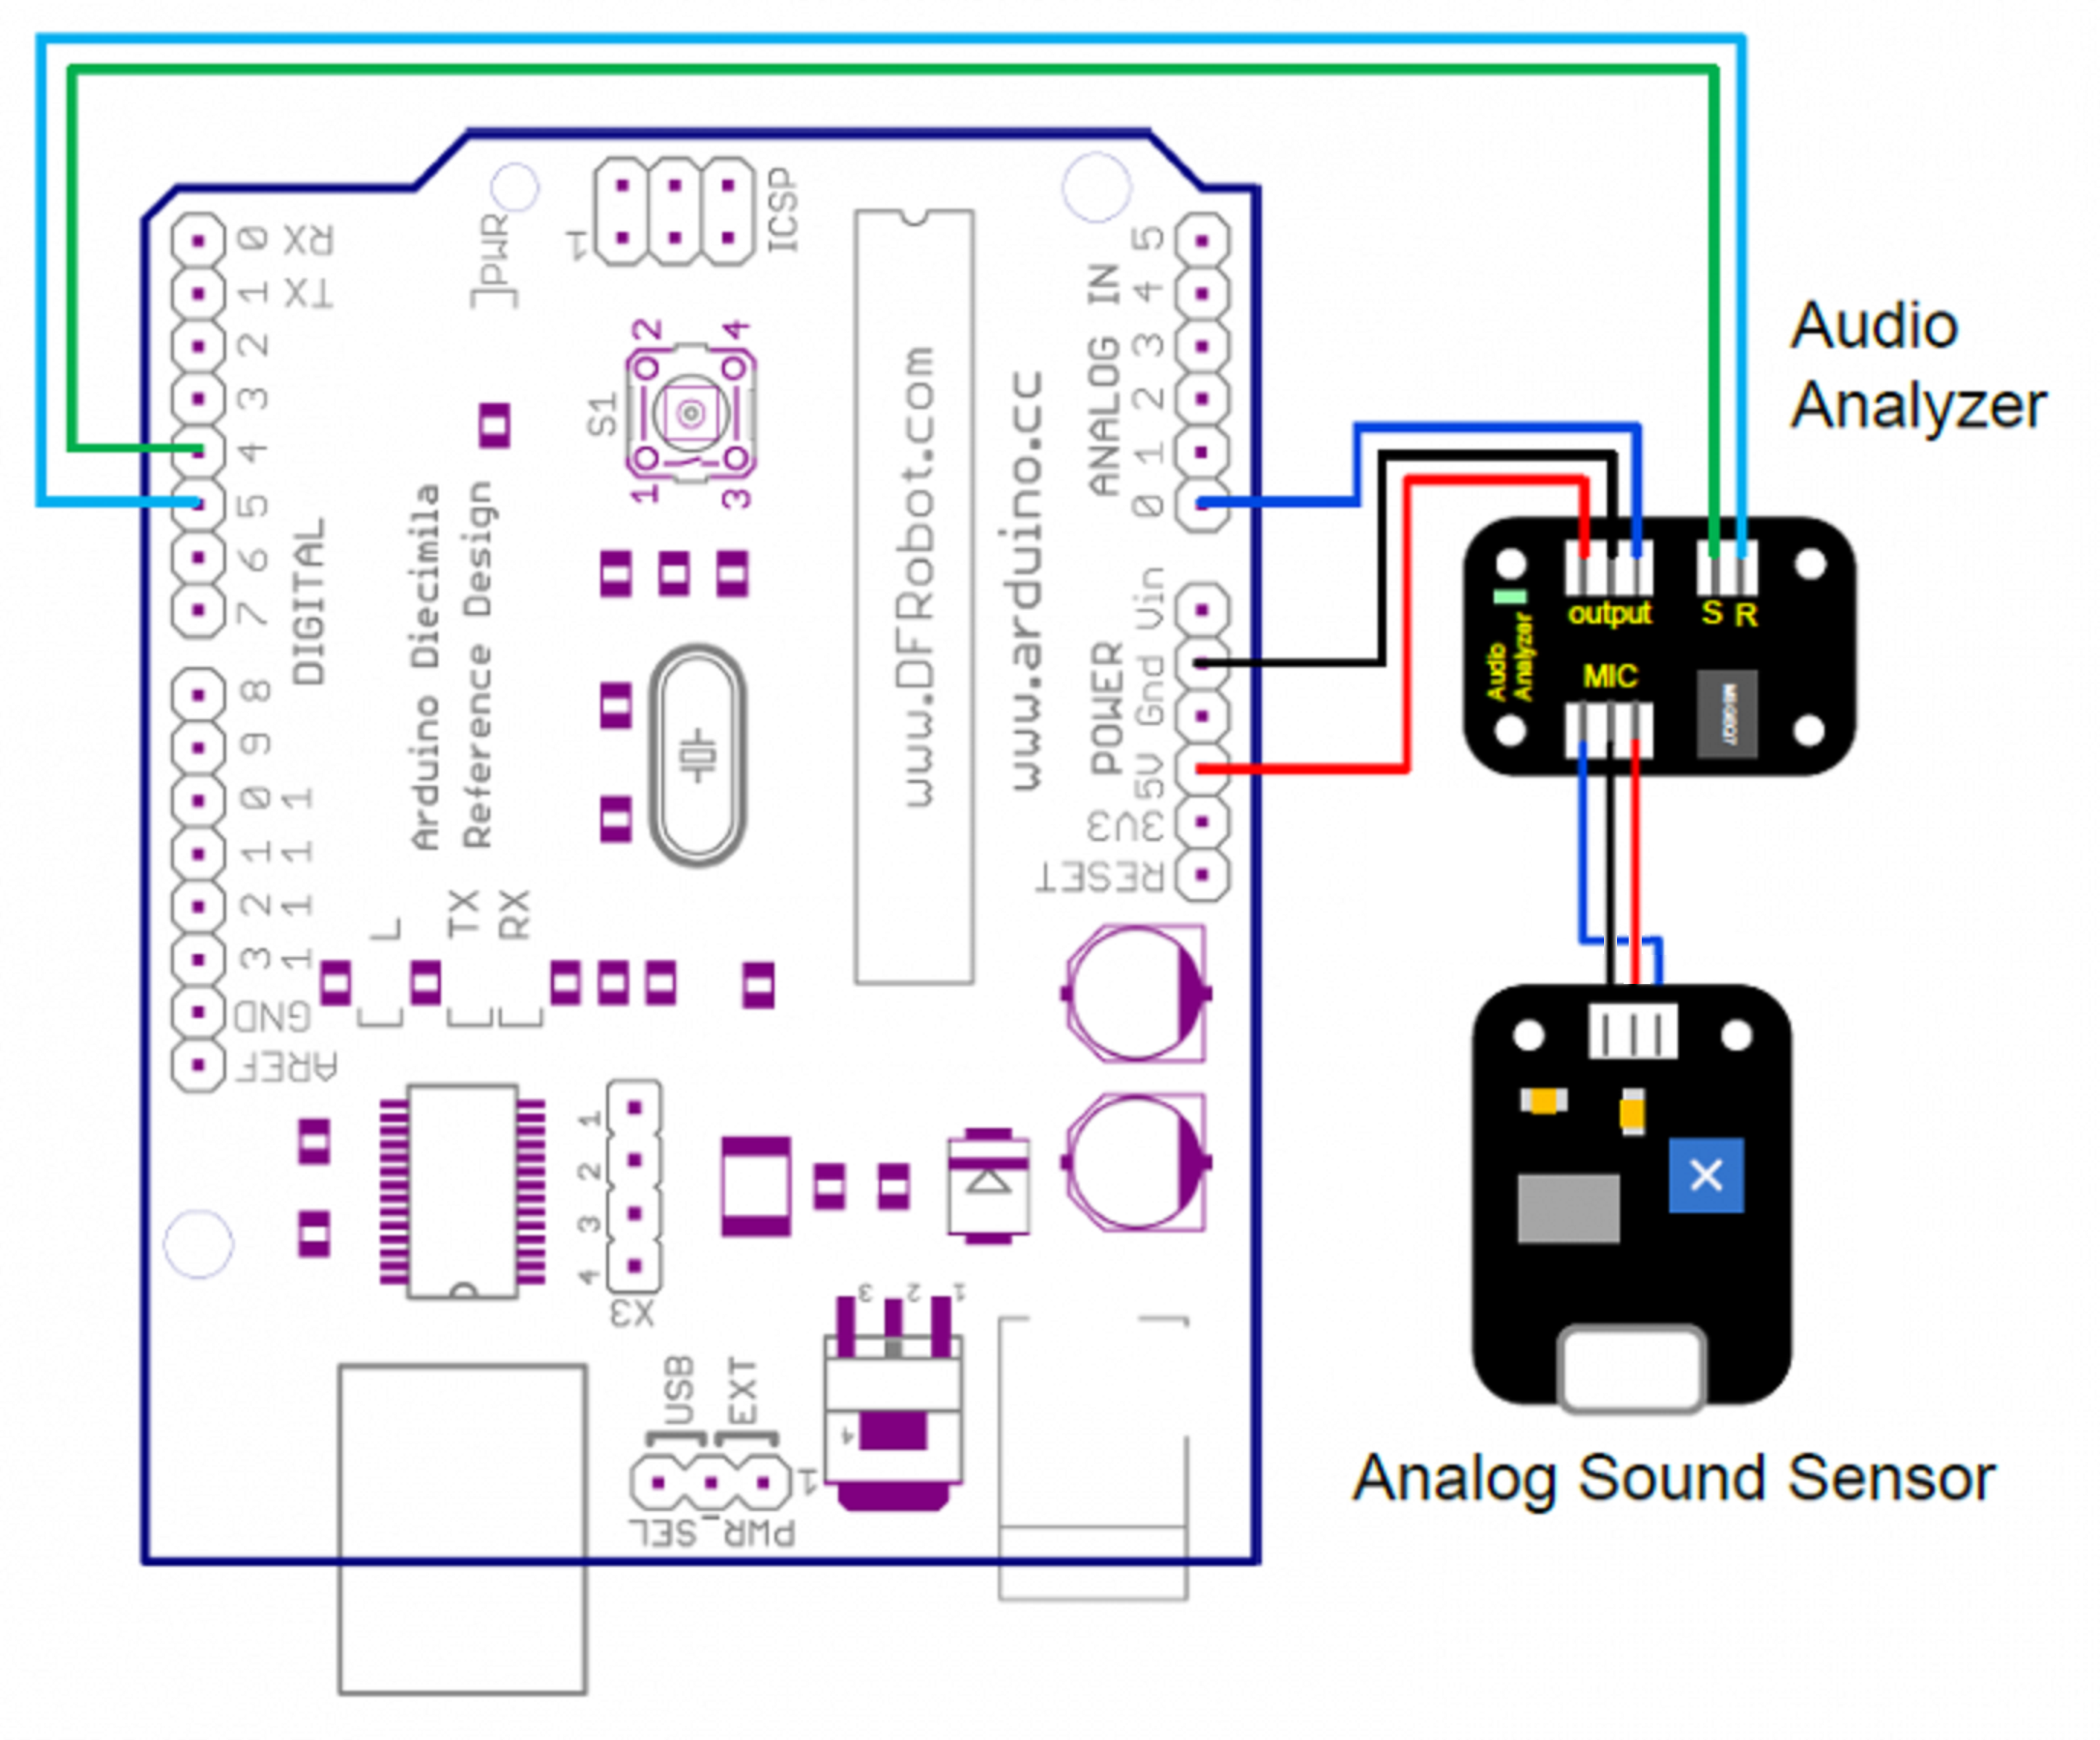 0 RX
1 TX
2
3
4
5
6
7
8
9
10
11
12
13
GND
AREF
DIGITAL
PWR
1
ICSP
2 4
1 3
S1
Arduino Diecimila
Reference Design
www.DFRobot.com
www.arduino.cc
ANALOG IN
5
4
3
2
1
0
POWER
Vin
Gnd
5V
3V3
RESET
L
TX
RX
1
2
3
4
X3
3 2 1
4
USB
EXT
1
PWR_SEL
Audio
Analyzer
output
S R
Audio
Analyzer
MIC
Analog Sound Sensor